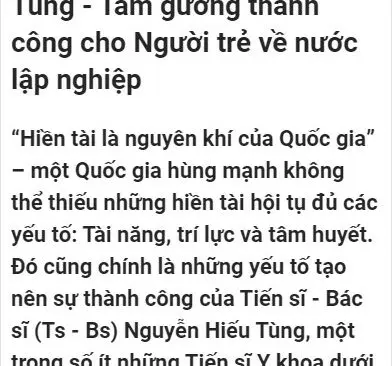 Tùng - Tấm gương thành
công cho Người trẻ về nước
lập nghiệp
“Hiền tài là nguyên khí của Quốc gia”
– một Quốc gia hùng mạnh không
thể thiếu những hiền tài hội tụ đủ các
yếu tố: Tài năng, trí lực và tâm huyết.
Đó cũng chính là những yếu tố tạo
nên sự thành công của Tiến sĩ - Bác
sĩ (Ts - Bs) Nguyễn Hiếu Tùng, một
trong số ít những Tiến sĩ Y khoa dưới